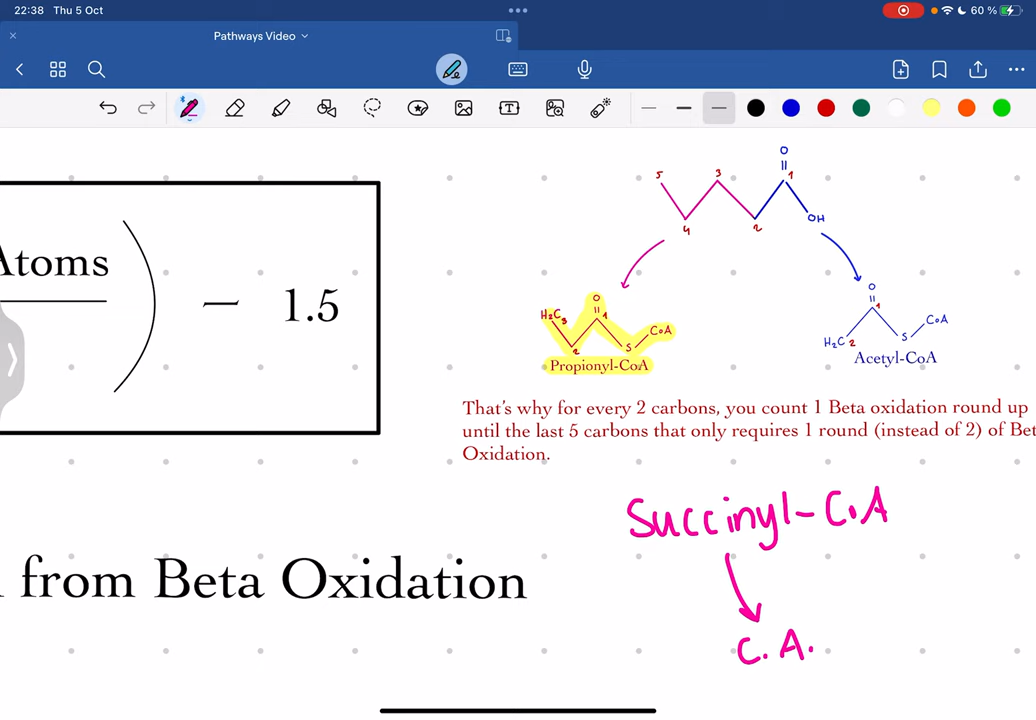 22:38 Thu 5 Oct
60 %
Pathways Video
Atoms
– 1.5
O
5 3 1
4 2 OH
O
H₂C 3 1 CoA
2 S
Propionyl-CoA
O
1
CoA
H₂C 2 S
Acetyl-CoA
That's why for every 2 carbons, you count 1 Beta oxidation round up
until the last 5 carbons that only requires 1 round (instead of 2) of Bet
Oxidation.
Succinyl-CoA
C.A.
from Beta Oxidation